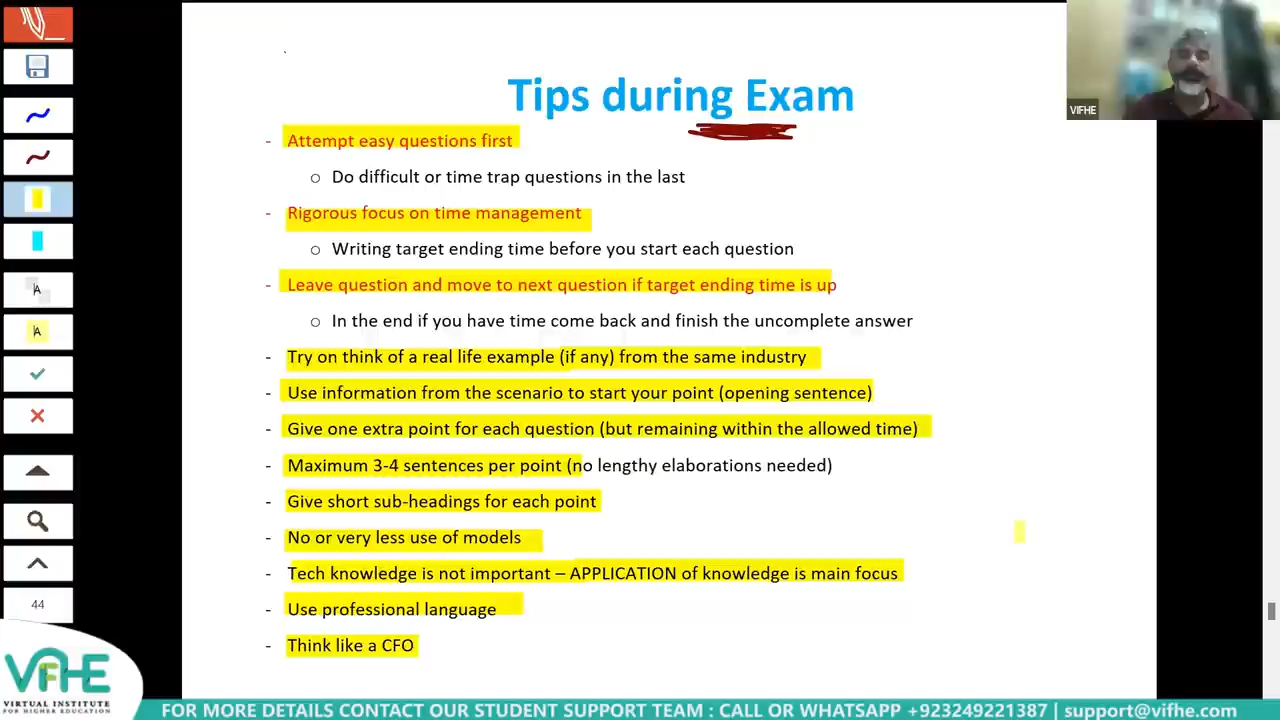 Tips during Exam
VIFHE
- Attempt easy questions first
o Do difficult or time trap questions in the last
- Rigorous focus on time management
o Writing target ending time before you start each question
- Leave question and move to next question if target ending time is up
o In the end if you have time come back and finish the uncomplete answer
- Try on think of a real life example (if any) from the same industry
- Use information from the scenario to start your point (opening sentence)
- Give one extra point for each question (but remaining within the allowed time)
- Maximum 3-4 sentences per point (no lengthy elaborations needed)
- Give short sub-headings for each point
- No or very less use of models
- Tech knowledge is not important – APPLICATION of knowledge is main focus
- Use professional language
- Think like a CFO
A
A
44
VIFHE
VIRTUAL INSTITUTE
FOR HIGHER EDUCATION
FOR MORE DETAILS CONTACT OUR STUDENT SUPPORT TEAM : CALL OR WHATSAPP +923249221387 | support@vifhe.com